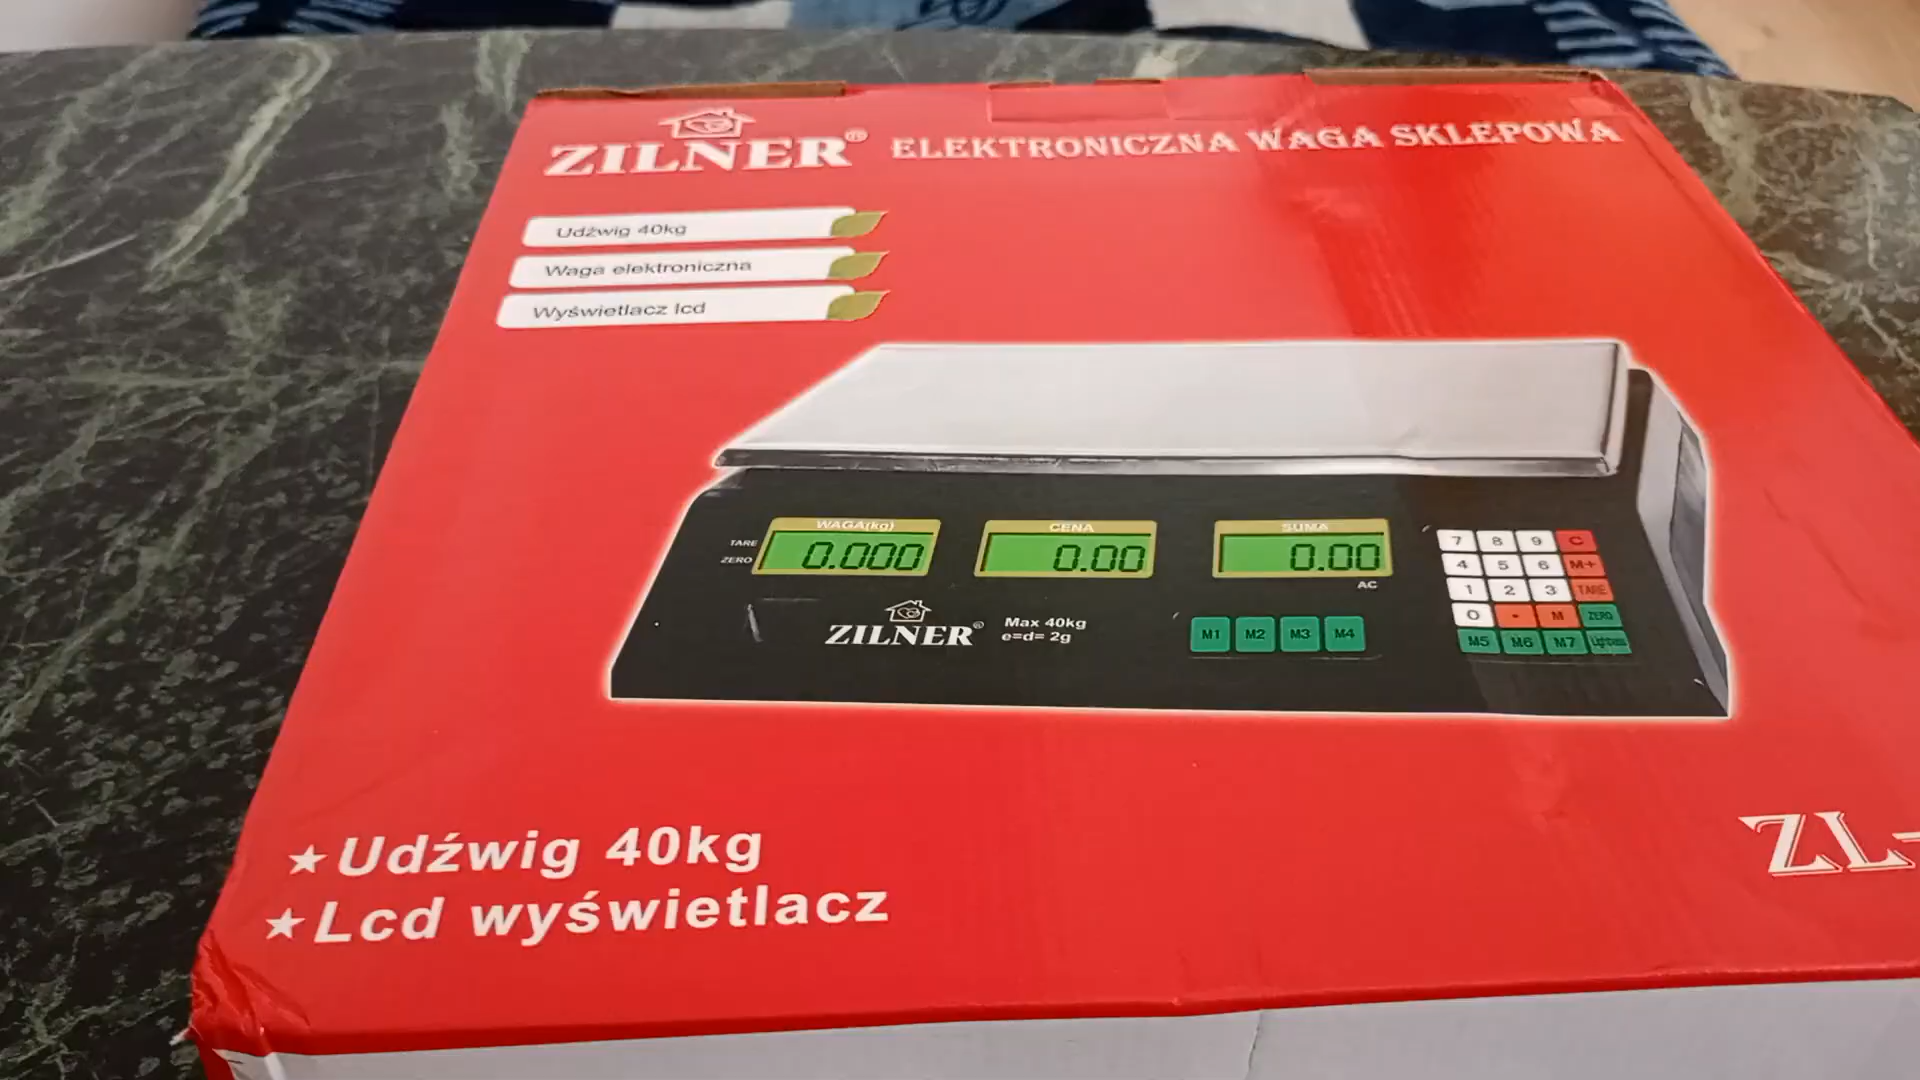 ZILNER® ELEKTRONICZNA WAGA SKLEPOWA
Udźwig 40kg
Waga elektroniczna
Wyświetlacz lcd
WAGA(kg) CENA SUMA
TARE
ZERO
0.000 0.00 0.00
AC
ZILNER®
Max 40kg
e=d= 2g
M1 M2 M3 M4
7 8 9 C
4 5 6 M+
1 2 3 TARE
0 • M ZERO
M5 M6 M7
★ Udźwig 40kg
★ Lcd wyświetlacz
ZL-